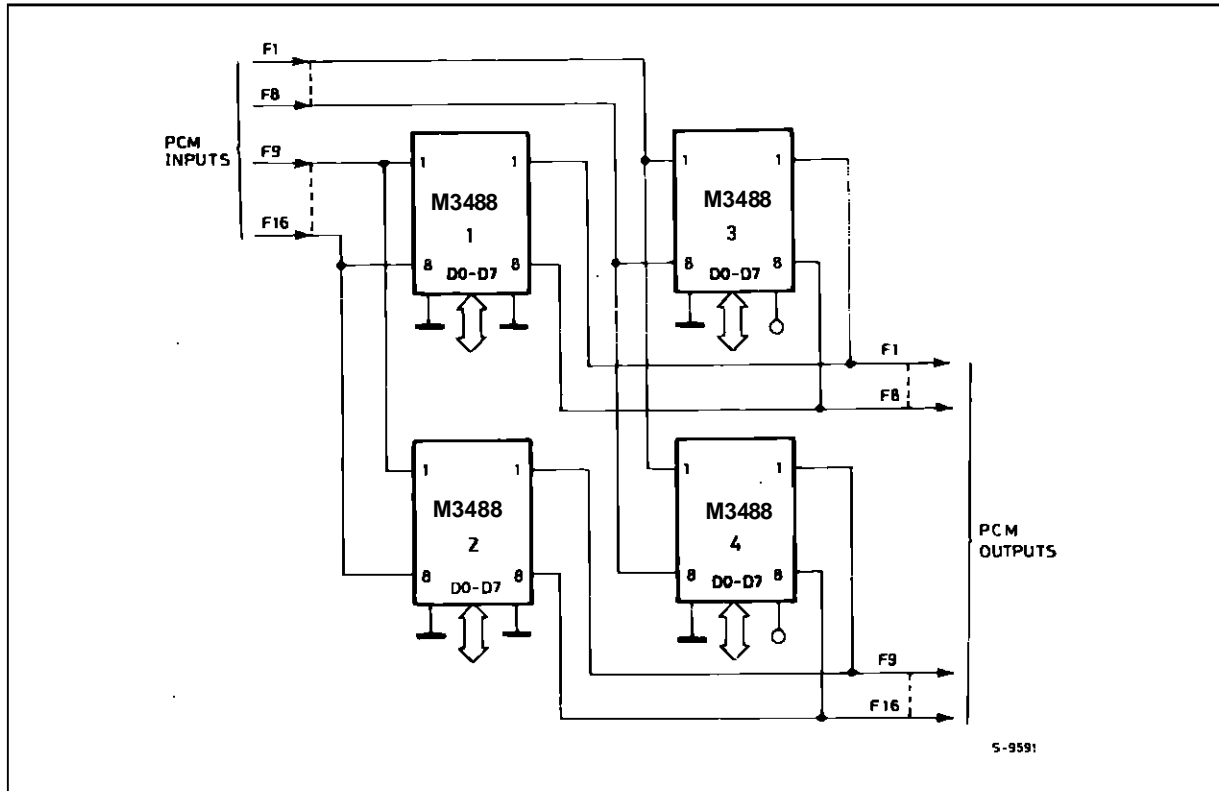 F1
F8
PCM
INPUTS
F9
F16
1 1
M3488
1
8 D0-D7 8
1 1
M3488
3
8 D0-D7 8
F1
F8
1 1
M3488
2
8 D0-D7 8
1 1
M3488
4
8 D0-D7 8
PCM
OUTPUTS
F9
F16
S-9591